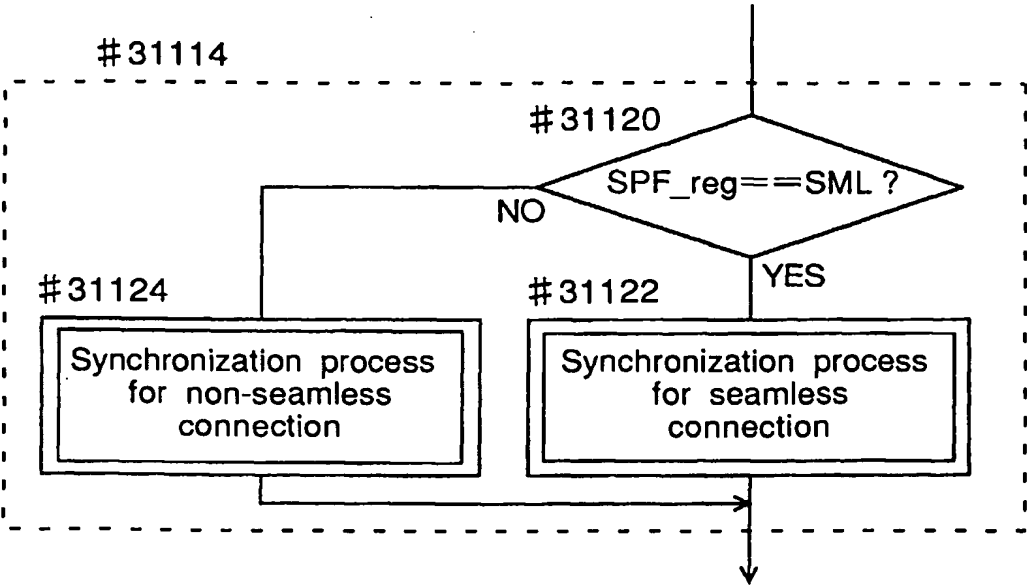 #31114
#31120
SPF_reg==SML ?
NO
YES
#31124
#31122
Synchronization process
for non-seamless
connection
Synchronization process
for seamless
connection